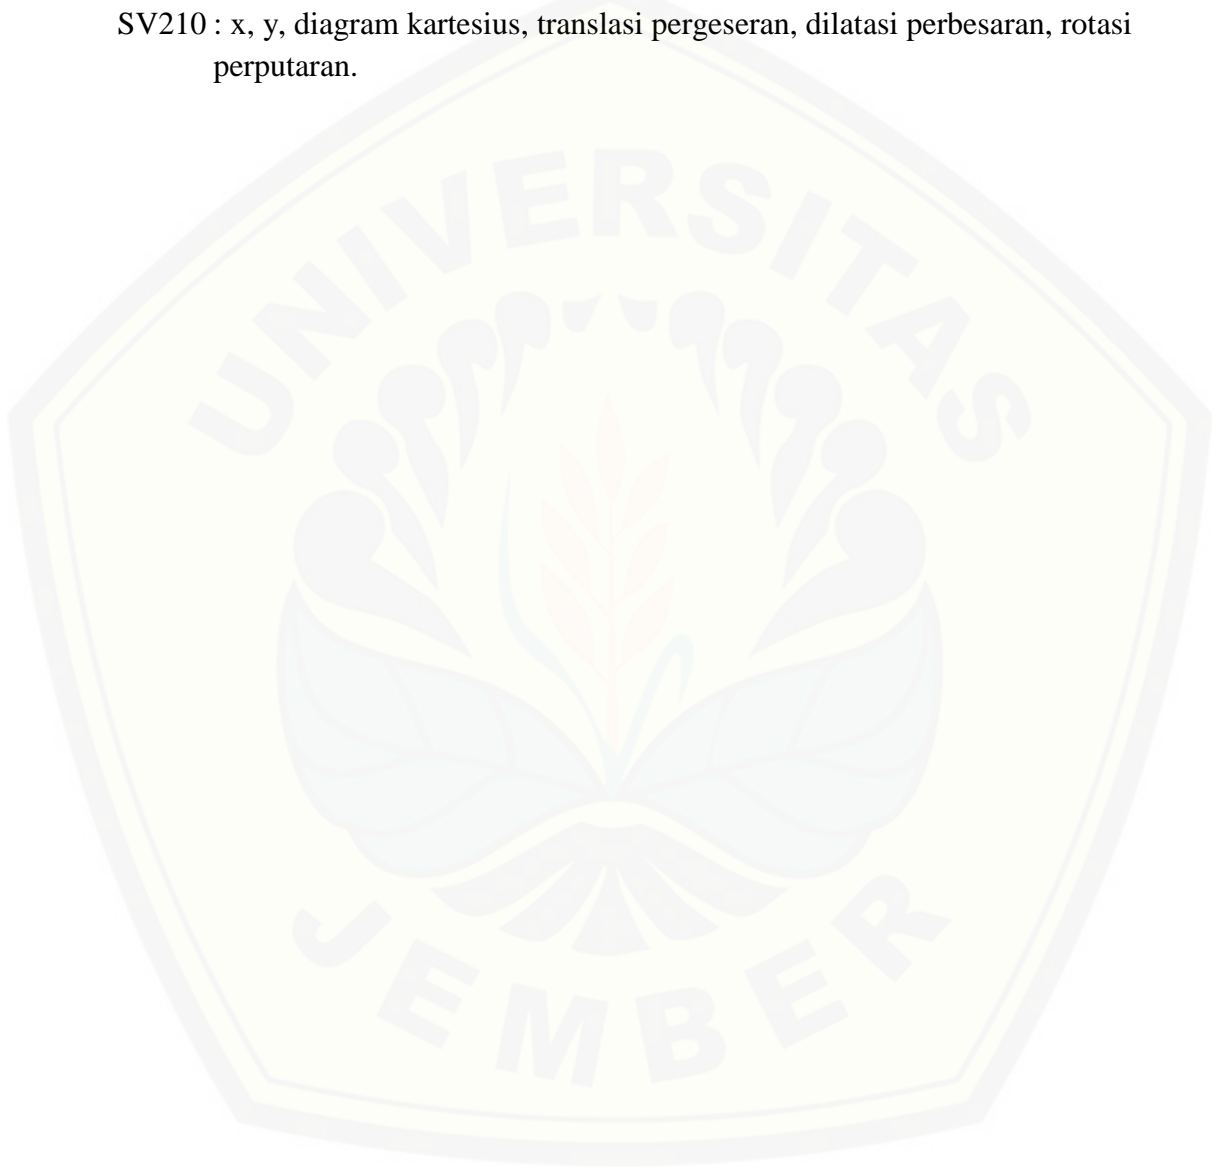 SV210 : x, y, diagram kartesius, translasi pergeseran, dilatasi perbesaran, rotasi
perputaran.
UNIVERSITAS
JEMBER